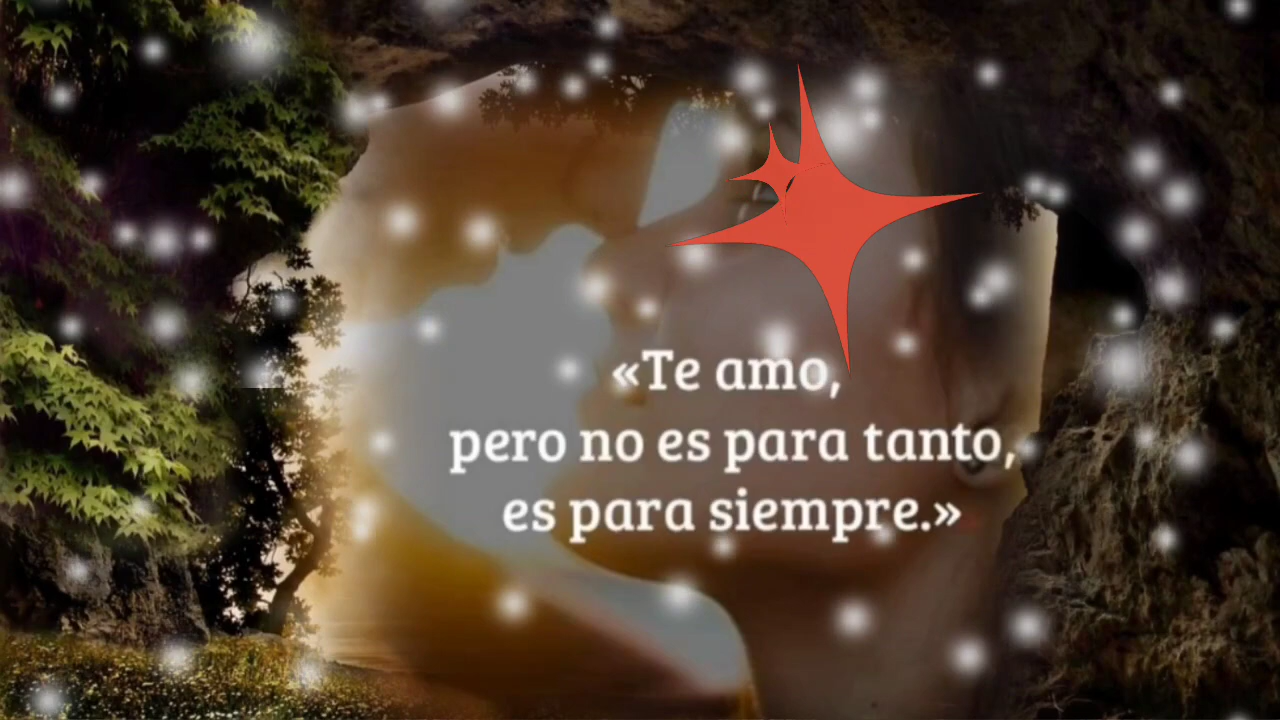 «Te amo,
pero no es para tanto,
es para siempre.»